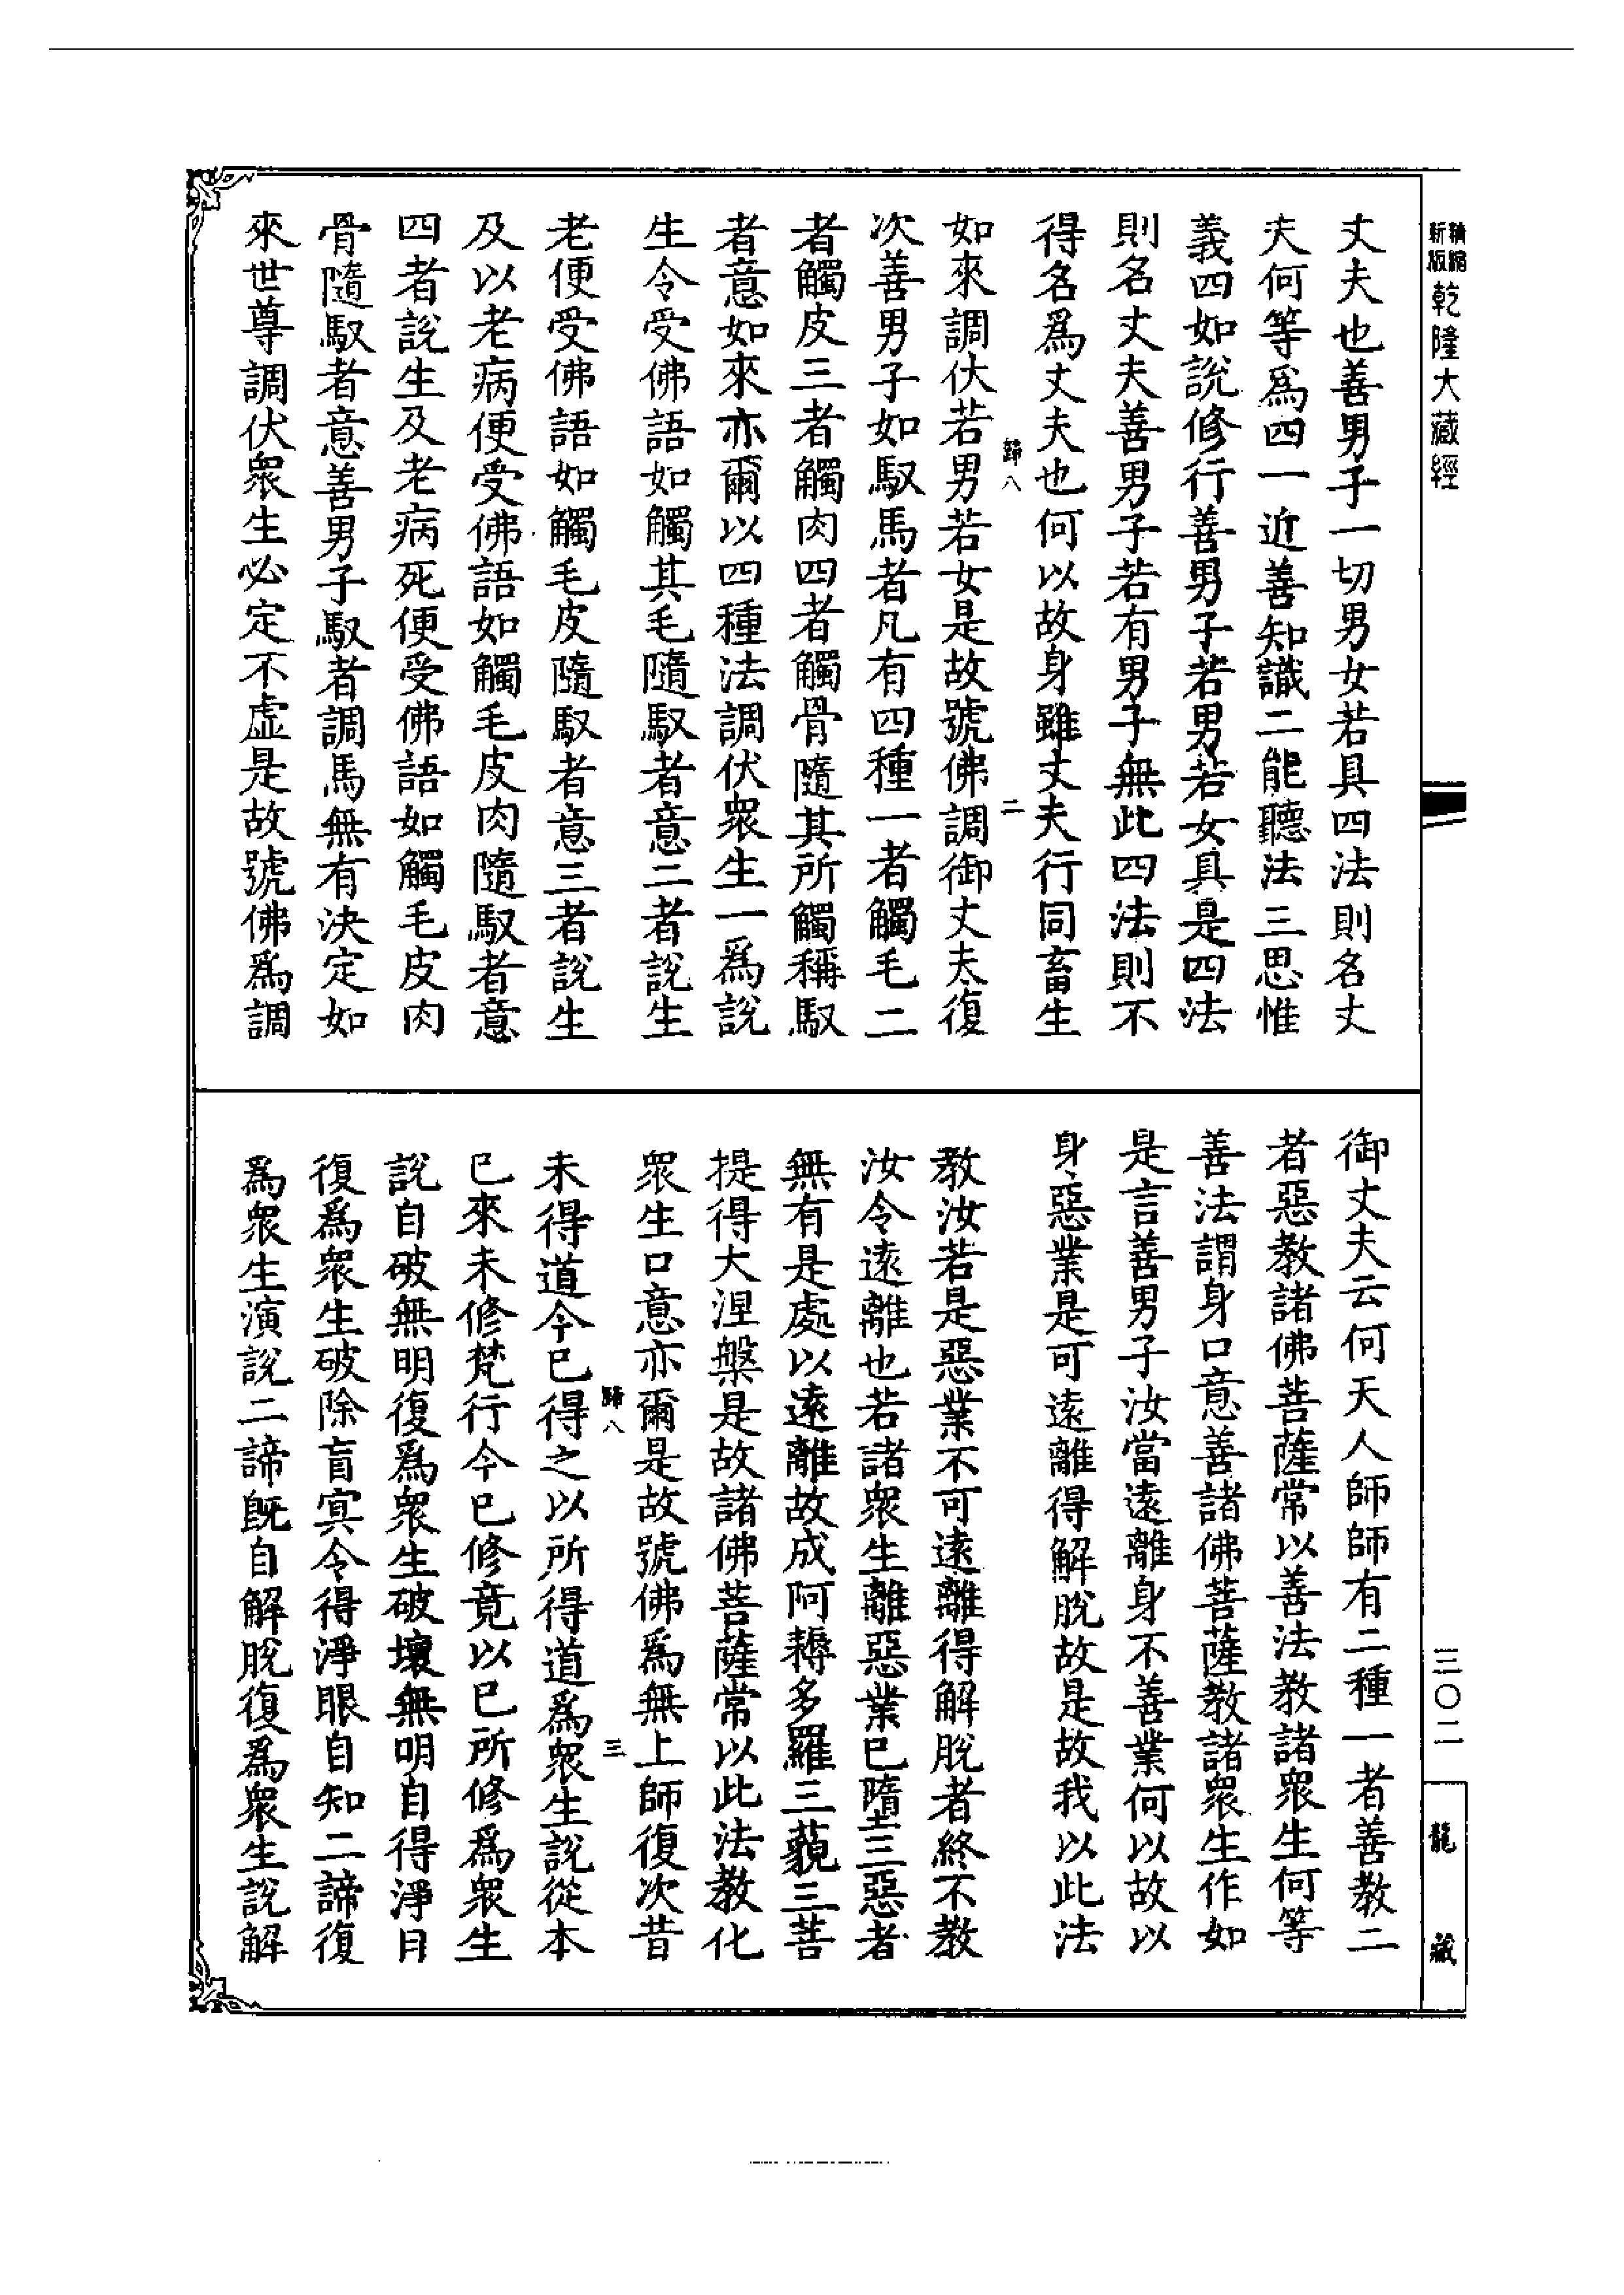 精縮
新版
乾隆大藏經
丈夫也善男子一切男女若具四法則名丈
夫何等爲四一近善知識二能聽法三思惟
義四如說修行善男子若男若女具是四法
則名丈夫善男子若有男子無此四法則不
得名爲丈夫也何以故身雖丈夫行同畜生
歸八
二
如來調伏若男若女是故號佛調御丈夫復
次善男子如馭馬者凡有四種一者觸毛二
者觸皮三者觸肉四者觸骨隨其所觸稱馭
者意如來亦爾以四種法調伏衆生一爲說
生令受佛語如觸其毛隨馭者意二者說生
老便受佛語如觸毛皮隨馭者意三者說生
及以老病便受佛語如觸毛皮肉隨馭者意
四者說生及老病死便受佛語如觸毛皮肉
骨隨馭者意善男子馭者調馬無有決定如
來世尊調伏衆生必定不虛是故號佛爲調
御丈夫云何天人師師有二種一者善教二
者惡教諸佛菩薩常以善法教諸衆生何等
善法謂身口意善諸佛菩薩教諸衆生作如
是言善男子汝當遠離身不善業何以故以
身惡業是可遠離得解脫故是故我以此法
教汝若是惡業不可遠離得解脫者終不教
汝令遠離也若諸衆生離惡業已墮三惡者
無有是處以遠離故成阿耨多羅三藐三菩
提得大涅槃是故諸佛菩薩常以此法教化
衆生口意亦爾是故號佛爲無上師復次昔
歸八
三
未得道今已得之以所得道爲衆生說從本
已來未修梵行今已修竟以已所修爲衆生
說自破無明復爲衆生破壞無明自得淨目
復爲衆生破除盲冥令得淨眼自知二諦復
爲衆生演說二諦旣自解脫復爲衆生說解
三〇二
龍藏